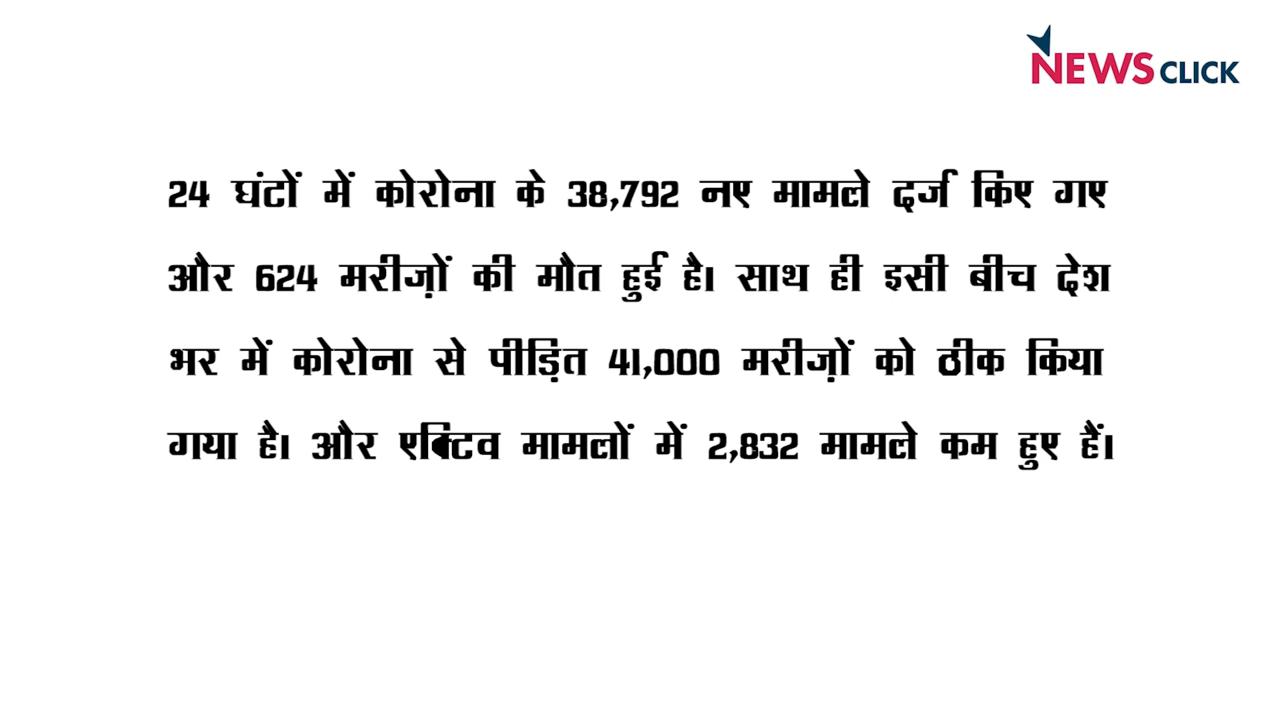 NEWSCLICK
24 घंटों में कोरोना के 38,792 नए मामले दर्ज किए गए
और 624 मरीज़ों की मौत हुई है। साथ ही इसी बीच देश
भर में कोरोना से पीड़ित 41,000 मरीज़ों को ठीक किया
गया है। और एक्टिव मामलों में 2,832 मामले कम हुए हैं।